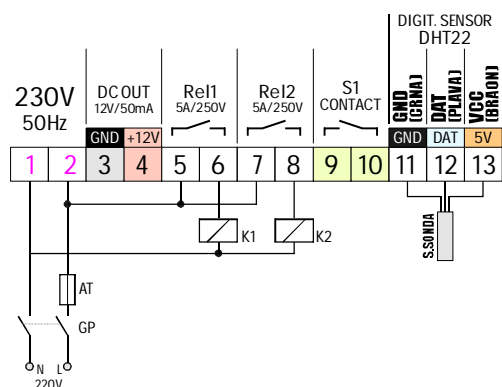 DIGIT. SENSOR
DHT22
230V
50Hz
DC OUT
12V/50mA
Rel1
5A/250V
Rel2
5A/250V
S1
CONTACT
GND
(CRNA)
DAT
(PLAVA)
VCC
(BRAON)
GND +12V GND DAT 5V
1 2 3 4 5 6 7 8 9 10 11 12 13
K1 K2
S.SONDA
AT
GP
N L
220V